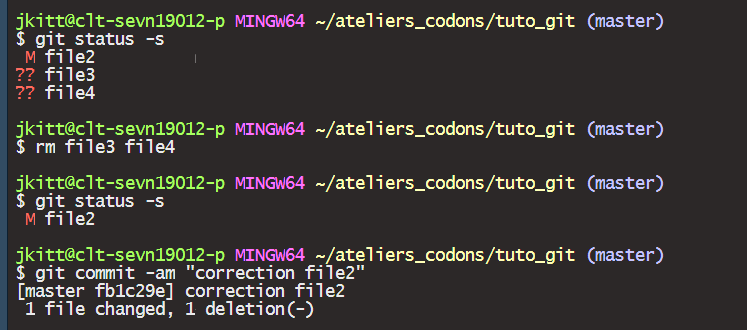 jkitt@clt-sevn19012-p MINGW64 ~/ateliers_codons/tuto_git (master)
$ git status -s
 M file2
?? file3
?? file4
jkitt@clt-sevn19012-p MINGW64 ~/ateliers_codons/tuto_git (master)
$ rm file3 file4
jkitt@clt-sevn19012-p MINGW64 ~/ateliers_codons/tuto_git (master)
$ git status -s
 M file2
jkitt@clt-sevn19012-p MINGW64 ~/ateliers_codons/tuto_git (master)
$ git commit -am "correction file2"
[master fb1c29e] correction file2
 1 file changed, 1 deletion(-)